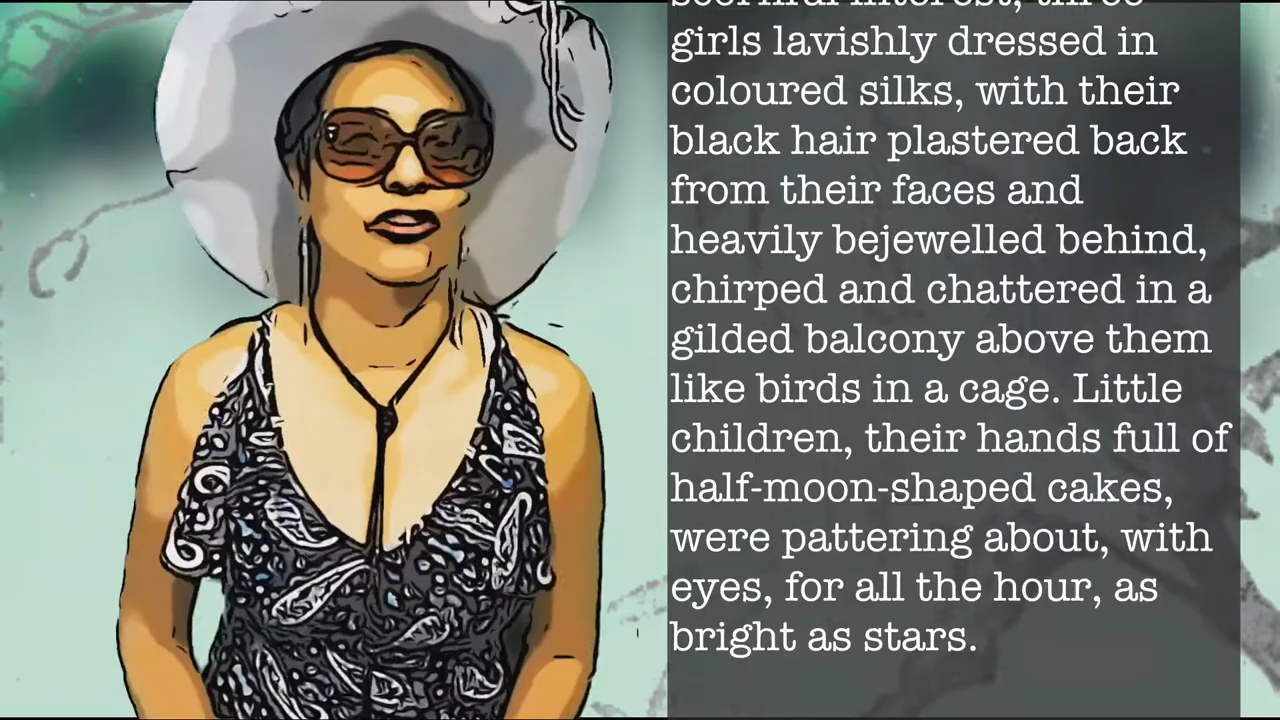 girls lavishly dressed in
coloured silks, with their
black hair plastered back
from their faces and
heavily bejewelled behind,
chirped and chattered in a
gilded balcony above them
like birds in a cage. Little
children, their hands full of
half-moon-shaped cakes,
were pattering about, with
eyes, for all the hour, as
bright as stars.